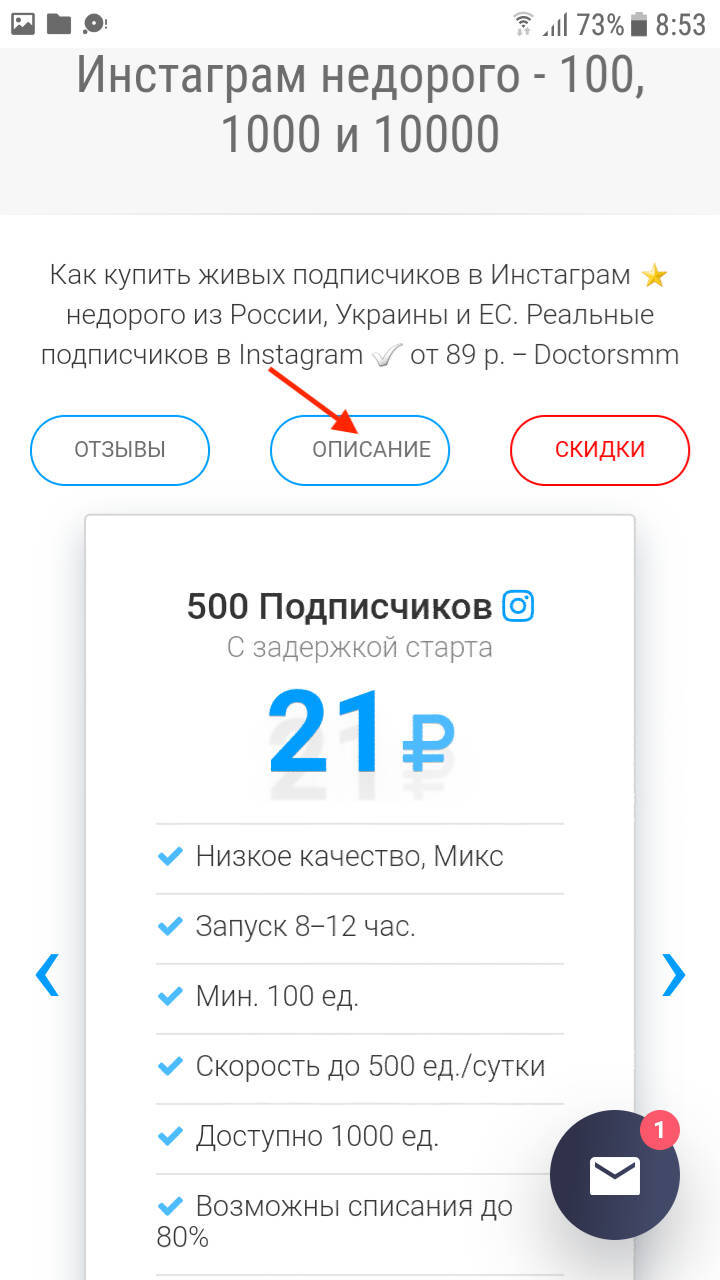 73% 8:53
Инстаграм недорого - 100,
1000 и 10000
Как купить живых подписчиков в Инстаграм ⭐
недорого из России, Украины и ЕС. Реальные
подписчиков в Instagram ✅ от 89 р. – Doctorsmm
ОТЗЫВЫ ОПИСАНИЕ СКИДКИ
500 Подписчиков
С задержкой старта
21 ₽
Низкое качество, Микс
Запуск 8–12 час.
Мин. 100 ед.
Скорость до 500 ед./сутки
1
Доступно 1000 ед.
Возможны списания до
80%